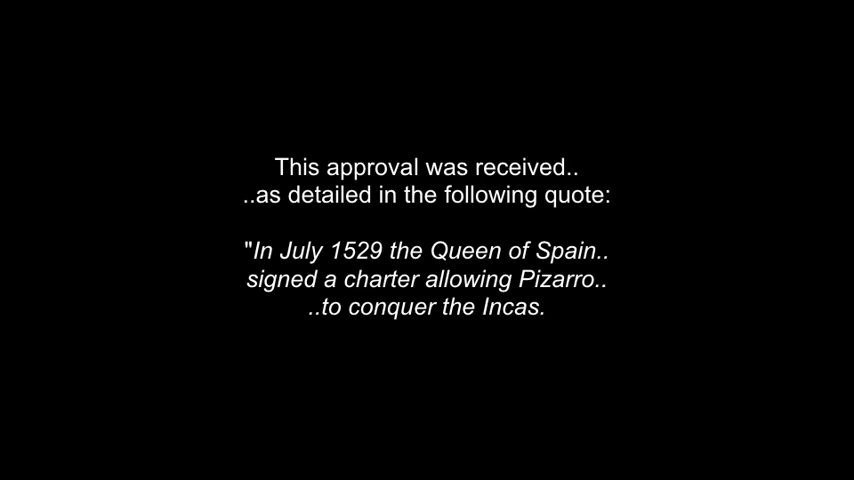 This approval was received..
..as detailed in the following quote:
"In July 1529 the Queen of Spain..
signed a charter allowing Pizarro..
..to conquer the Incas.